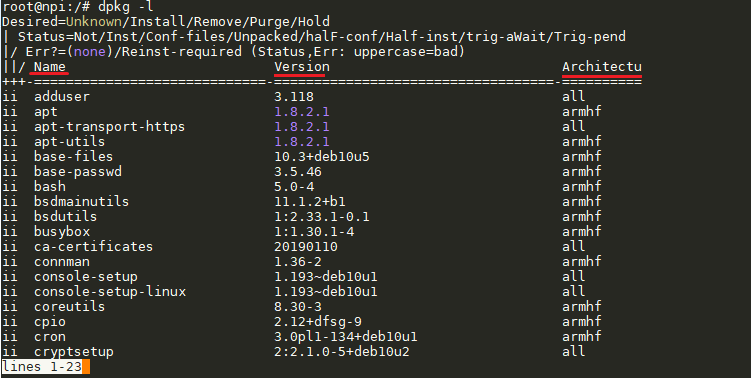 root@npi:/# dpkg -l
Desired=Unknown/Install/Remove/Purge/Hold
| Status=Not/Inst/Conf-files/Unpacked/halF-conf/Half-inst/trig-aWait/Trig-pend
|/ Err?=(none)/Reinst-required (Status,Err: uppercase=bad)
||/ Name                          Version                             Architectu
+++-=============================-===================================-==========
ii  adduser                       3.118                               all
ii  apt                           1.8.2.1                             armhf
ii  apt-transport-https           1.8.2.1                             all
ii  apt-utils                     1.8.2.1                             armhf
ii  base-files                    10.3+deb10u5                        armhf
ii  base-passwd                   3.5.46                              armhf
ii  bash                          5.0-4                               armhf
ii  bsdmainutils                  11.1.2+b1                           armhf
ii  bsdutils                      1:2.33.1-0.1                        armhf
ii  busybox                       1:1.30.1-4                          armhf
ii  ca-certificates               20190110                            all
ii  connman                       1.36-2                              armhf
ii  console-setup                 1.193~deb10u1                       all
ii  console-setup-linux           1.193~deb10u1                       all
ii  coreutils                     8.30-3                              armhf
ii  cpio                          2.12+dfsg-9                         armhf
ii  cron                          3.0pl1-134+deb10u1                  armhf
ii  cryptsetup                    2:2.1.0-5+deb10u2                   all
lines 1-23